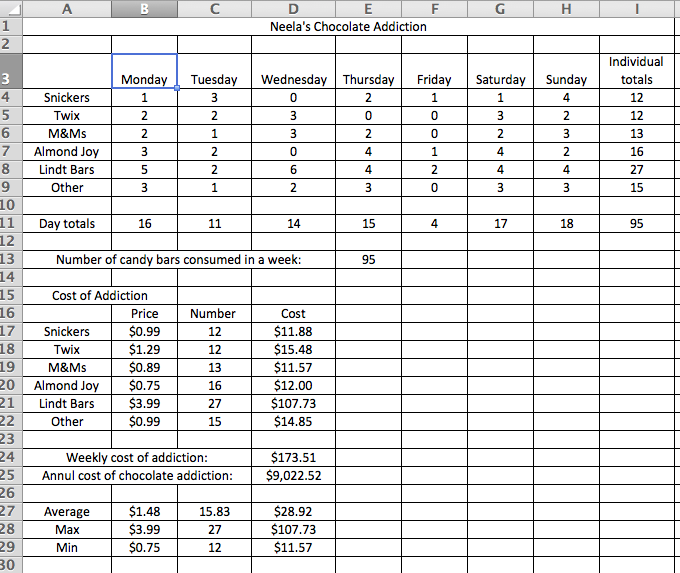 A B C D E F G H I
1 Neela's Chocolate Addiction
2
Individual
3 Monday Tuesday Wednesday Thursday Friday Saturday Sunday totals
4 Snickers 1 3 0 2 1 1 4 12
5 Twix 2 2 3 0 0 3 2 12
6 M&Ms 2 1 3 2 0 2 3 13
7 Almond Joy 3 2 0 4 1 4 2 16
8 Lindt Bars 5 2 6 4 2 4 4 27
9 Other 3 1 2 3 0 3 3 15
10
11 Day totals 16 11 14 15 4 17 18 95
12
13 Number of candy bars consumed in a week: 95
14
15 Cost of Addiction
16 Price Number Cost
17 Snickers $0.99 12 $11.88
18 Twix $1.29 12 $15.48
19 M&Ms $0.89 13 $11.57
20 Almond Joy $0.75 16 $12.00
21 Lindt Bars $3.99 27 $107.73
22 Other $0.99 15 $14.85
23
24 Weekly cost of addiction: $173.51
25 Annul cost of chocolate addiction: $9,022.52
26
27 Average $1.48 15.83 $28.92
28 Max $3.99 27 $107.73
29 Min $0.75 12 $11.57
30